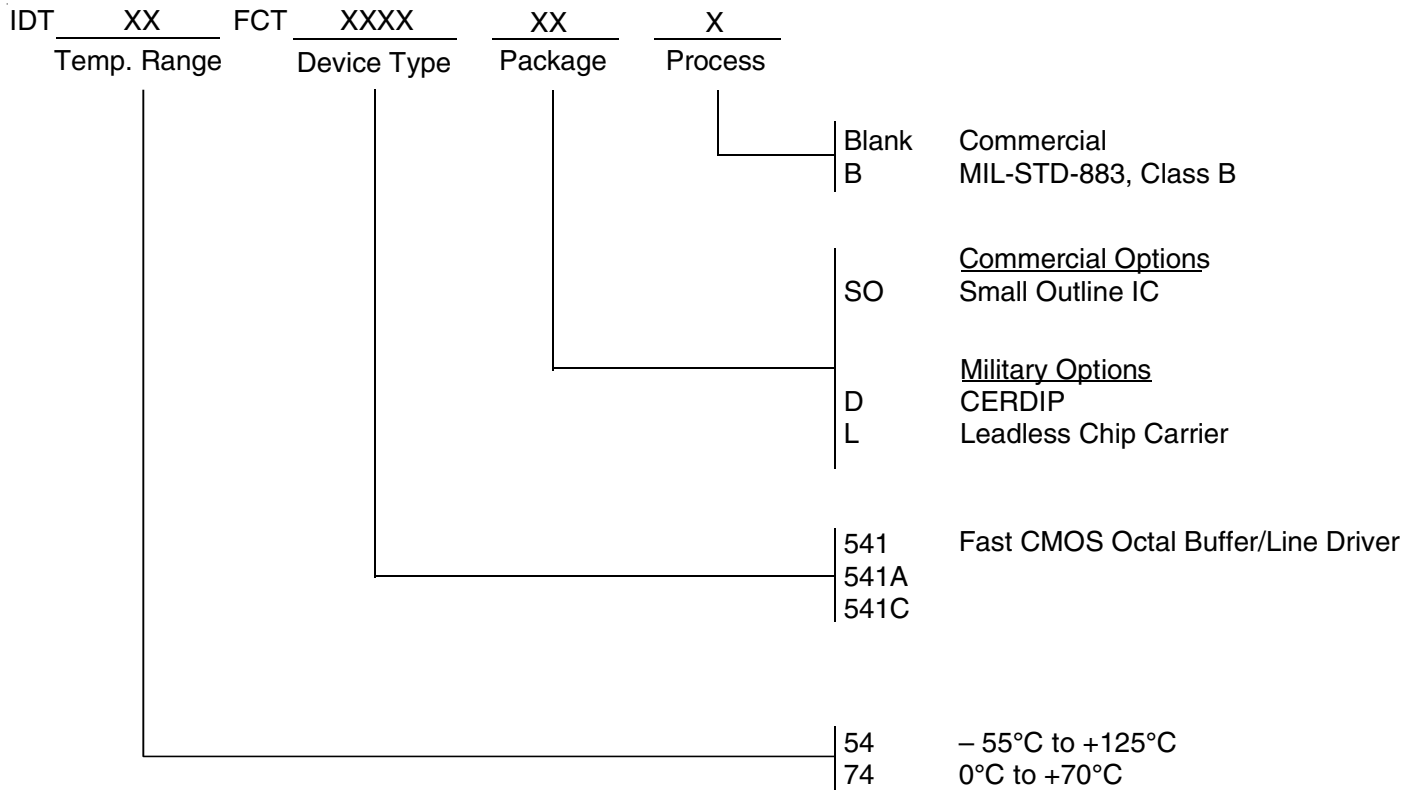 IDT XX FCT XXXX XX X
Temp. Range Device Type Package Process
Blank Commercial
B MIL-STD-883, Class B
Commercial Options
SO Small Outline IC
Military Options
D CERDIP
L Leadless Chip Carrier
541 Fast CMOS Octal Buffer/Line Driver
541A
541C
54 – 55°C to +125°C
74 0°C to +70°C